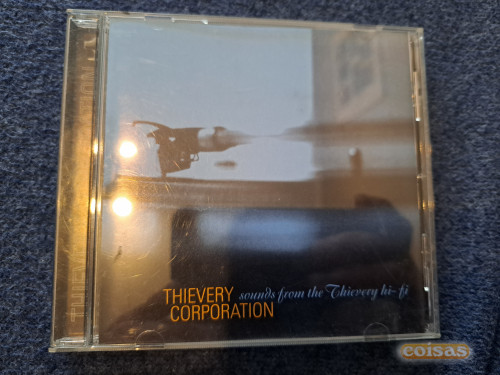 THIEVERY sounds from the Thievery hi-fi
CORPORATION
coisas